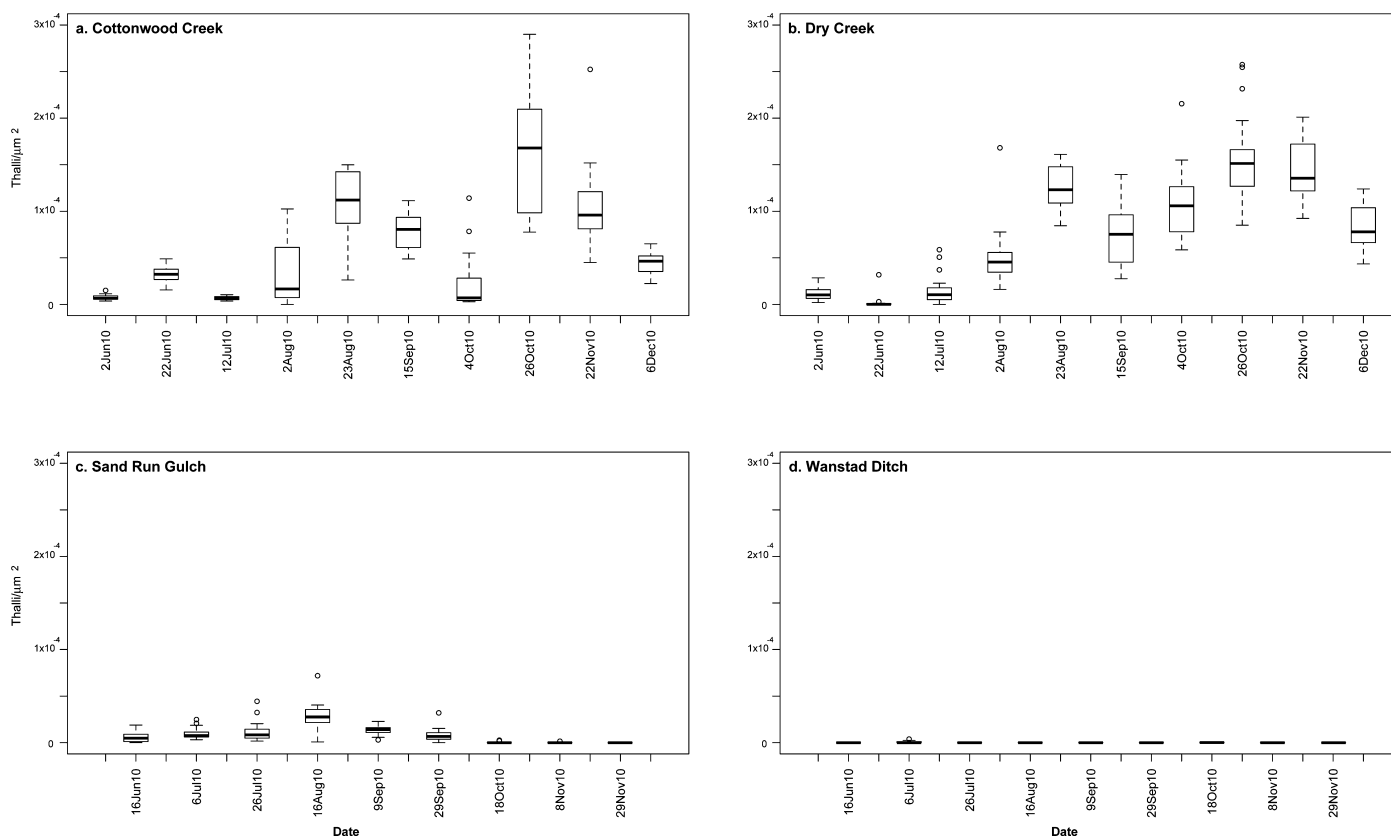 a. Cottonwood Creek
3x10-4
2x10-4
1x10-4
0
Thalli/μm 2
2Jun10
22Jun10
12Jul10
2Aug10
23Aug10
15Sep10
4Oct10
26Oct10
22Nov10
6Dec10
b. Dry Creek
3x10-4
2x10-4
1x10-4
0
2Jun10
22Jun10
12Jul10
2Aug10
23Aug10
15Sep10
4Oct10
26Oct10
22Nov10
6Dec10
c. Sand Run Gulch
3x10-4
2x10-4
1x10-4
0
Thalli/μm 2
16Jun10
6Jul10
26Jul10
16Aug10
9Sep10
29Sep10
18Oct10
8Nov10
29Nov10
Date
d. Wanstad Ditch
3x10-4
2x10-4
1x10-4
0
16Jun10
6Jul10
26Jul10
16Aug10
9Sep10
29Sep10
18Oct10
8Nov10
29Nov10
Date